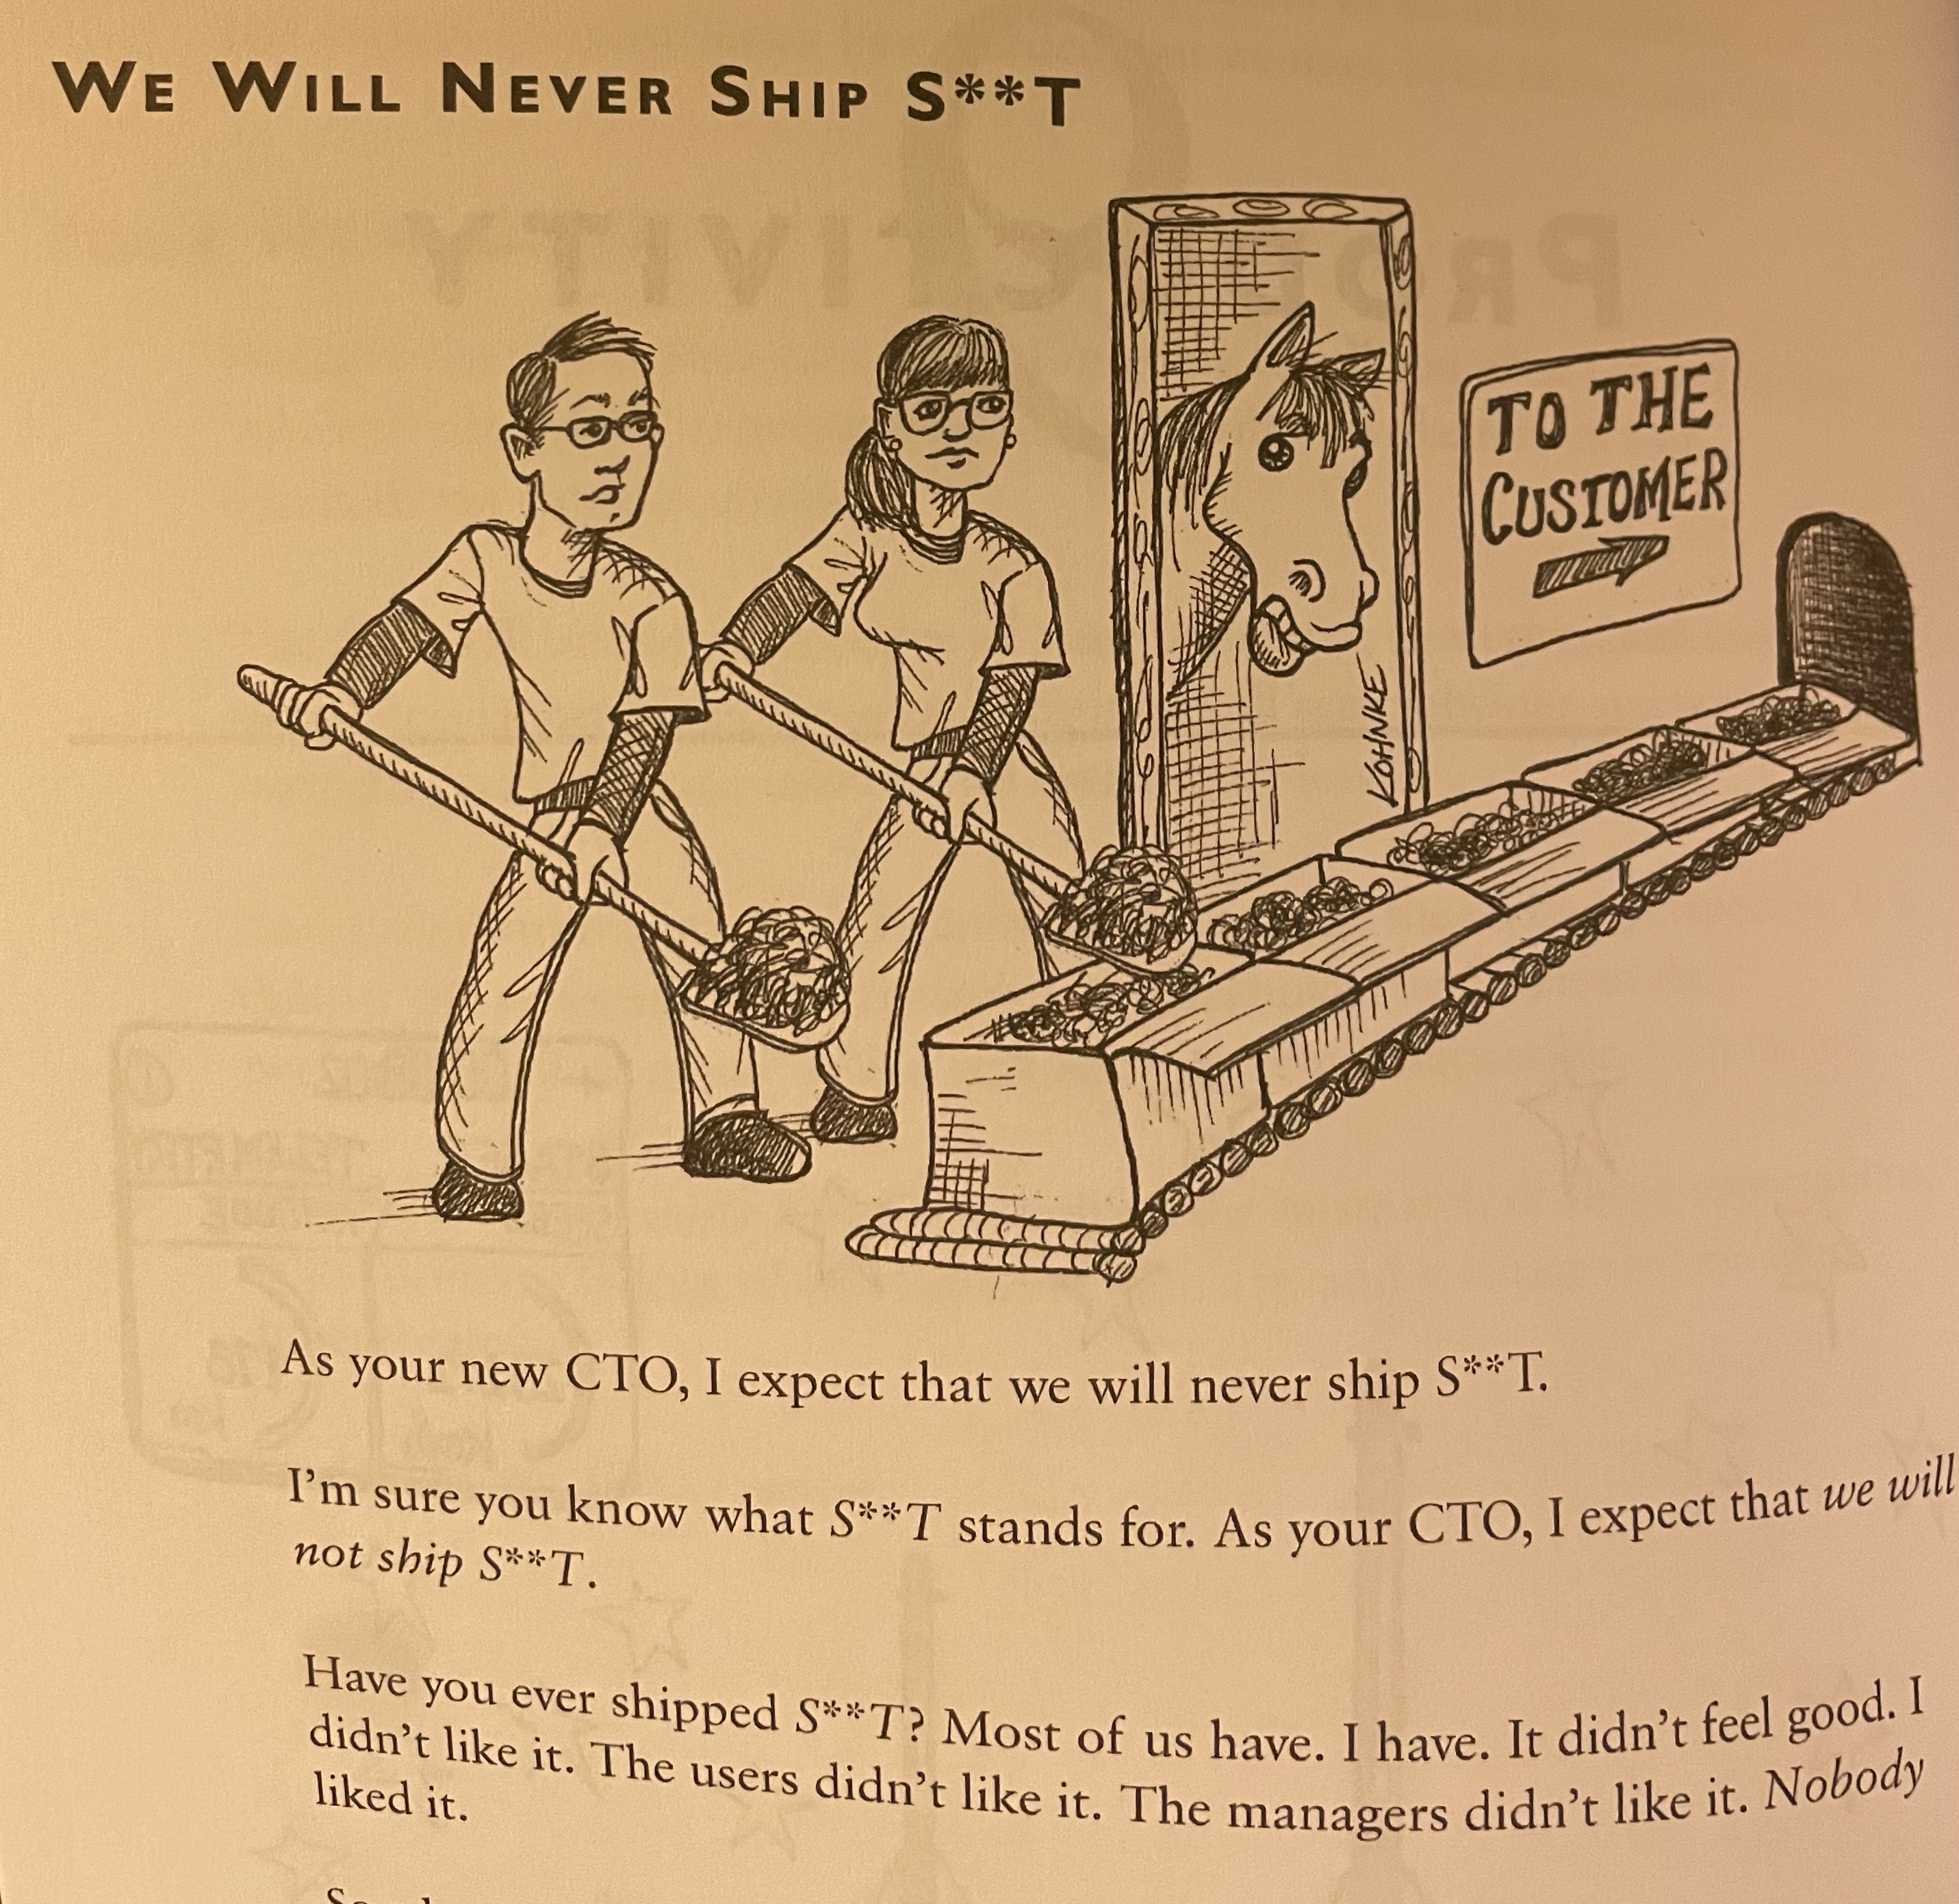 WE WILL NEVER SHIP S**T
TO THE
CUSTOMER
KOHNKE
As your new CTO, I expect that we will never ship S**T.
I'm sure you know what S**T stands for. As your CTO, I expect that we will
not ship S**T.
Have you ever shipped S**T? Most of us have. I have. It didn't feel good. I
didn't like it. The users didn't like it. The managers didn't like it. Nobody
liked it.